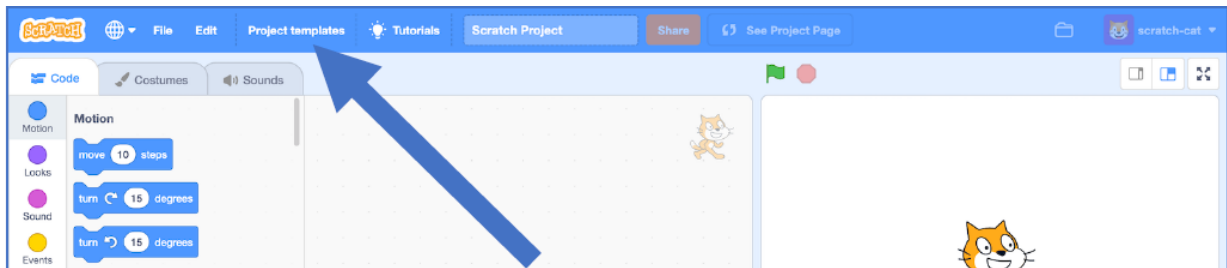 SCRATCH File Edit Project templates Tutorials Scratch Project Share See Project Page scratch-cat
Code Costumes Sounds
Motion
Motion
move 10 steps
Looks
turn 15 degrees
Sound
turn 15 degrees
Events